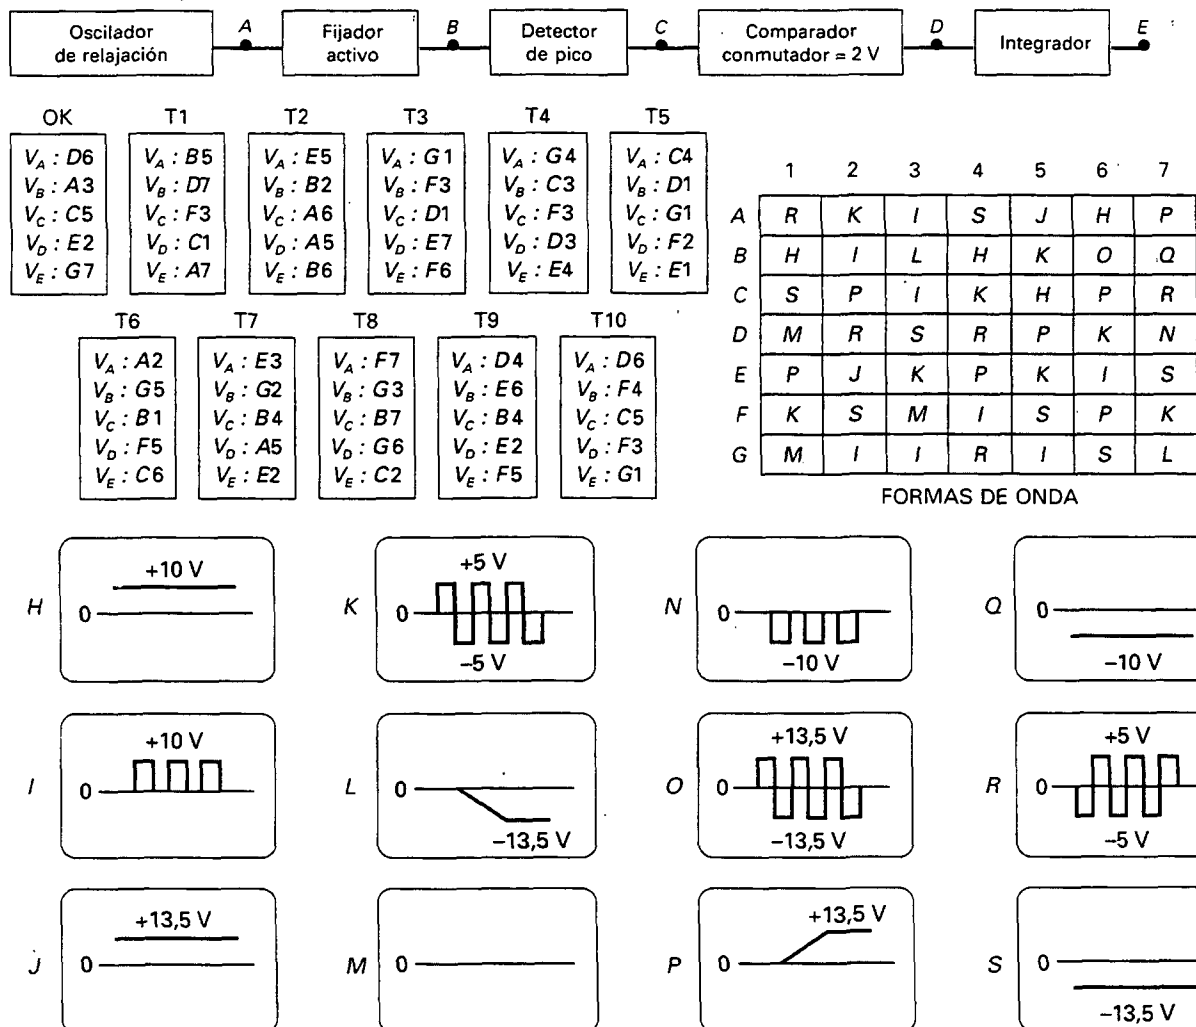 A B C D E
Oscilador de relajación
Fijador activo
Detector de pico
Comparador conmutador = 2 V
Integrador
OK T1 T2 T3 T4 T5
V_A : D6 V_A : B5 V_A : E5 V_A : G1 V_A : G4 V_A : C4
V_B : A3 V_B : D7 V_B : B2 V_B : F3 V_B : C3 V_B : D1
V_C : C5 V_C : F3 V_C : A6 V_C : D1 V_C : F3 V_C : G1
V_D : E2 V_D : C1 V_D : A5 V_D : E7 V_D : D3 V_D : F2
V_E : G7 V_E : A7 V_E : B6 V_E : F6 V_E : E4 V_E : E1
T6 T7 T8 T9 T10
V_A : A2 V_A : E3 V_A : F7 V_A : D4 V_A : D6
V_B : G5 V_B : G2 V_B : G3 V_B : E6 V_B : F4
V_C : B1 V_C : B4 V_C : B7 V_C : B4 V_C : C5
V_D : F5 V_D : A5 V_D : G6 V_D : E2 V_D : F3
V_E : C6 V_E : E2 V_E : C2 V_E : F5 V_E : G1
1 2 3 4 5 6 7
A R K I S J H P
B H I L H K O Q
C S P I K H P R
D M R S R P K N
E P J K P K I S
F K S M I S P K
G M I I R I S L
FORMAS DE ONDA
H +10 V 0
K +5 V 0 −5 V
N 0 −10 V
Q 0 −10 V
I +10 V 0
L 0 −13,5 V
O +13,5 V 0 −13,5 V
R +5 V 0 −5 V
J +13,5 V 0
M 0
P +13,5 V 0
S 0 −13,5 V